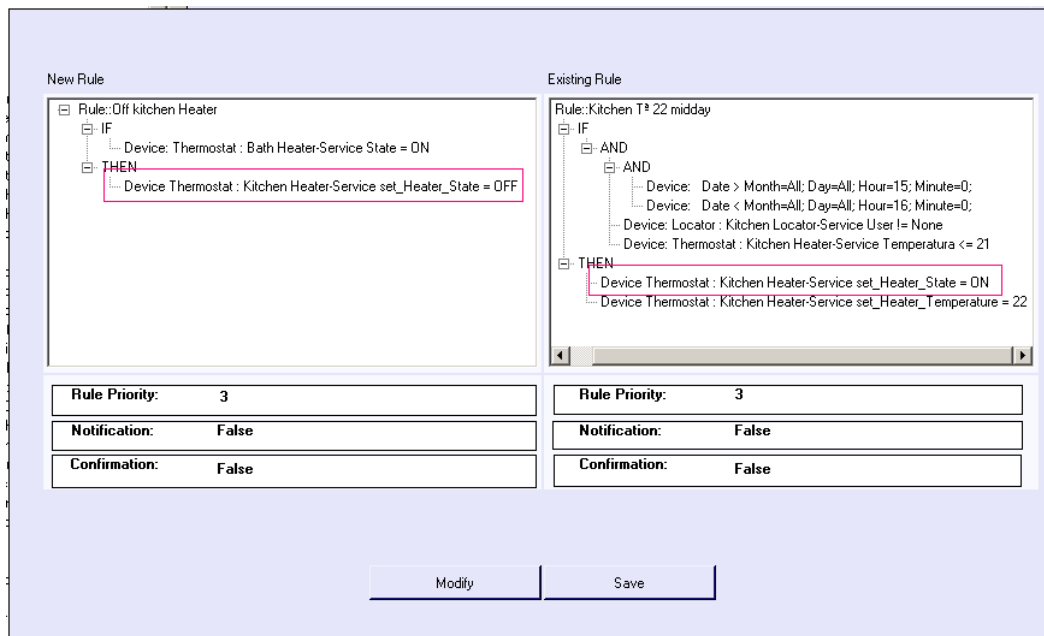 New Rule
Rule::Off kitchen Heater
IF
Device: Thermostat : Bath Heater-Service State = ON
THEN
Device Thermostat : Kitchen Heater-Service set_Heater_State = OFF
Existing Rule
Rule::Kitchen Tª 22 midday
IF
AND
AND
Device: Date > Month=All; Day=All; Hour=15; Minute=0;
Device: Date < Month=All; Day=All; Hour=16; Minute=0;
Device: Locator : Kitchen Locator-Service User != None
Device: Thermostat : Kitchen Heater-Service Temperatura <= 21
THEN
Device Thermostat : Kitchen Heater-Service set_Heater_State = ON
Device Thermostat : Kitchen Heater-Service set_Heater_Temperature = 22
Rule Priority: 3
Notification: False
Confirmation: False
Rule Priority: 3
Notification: False
Confirmation: False
Modify
Save